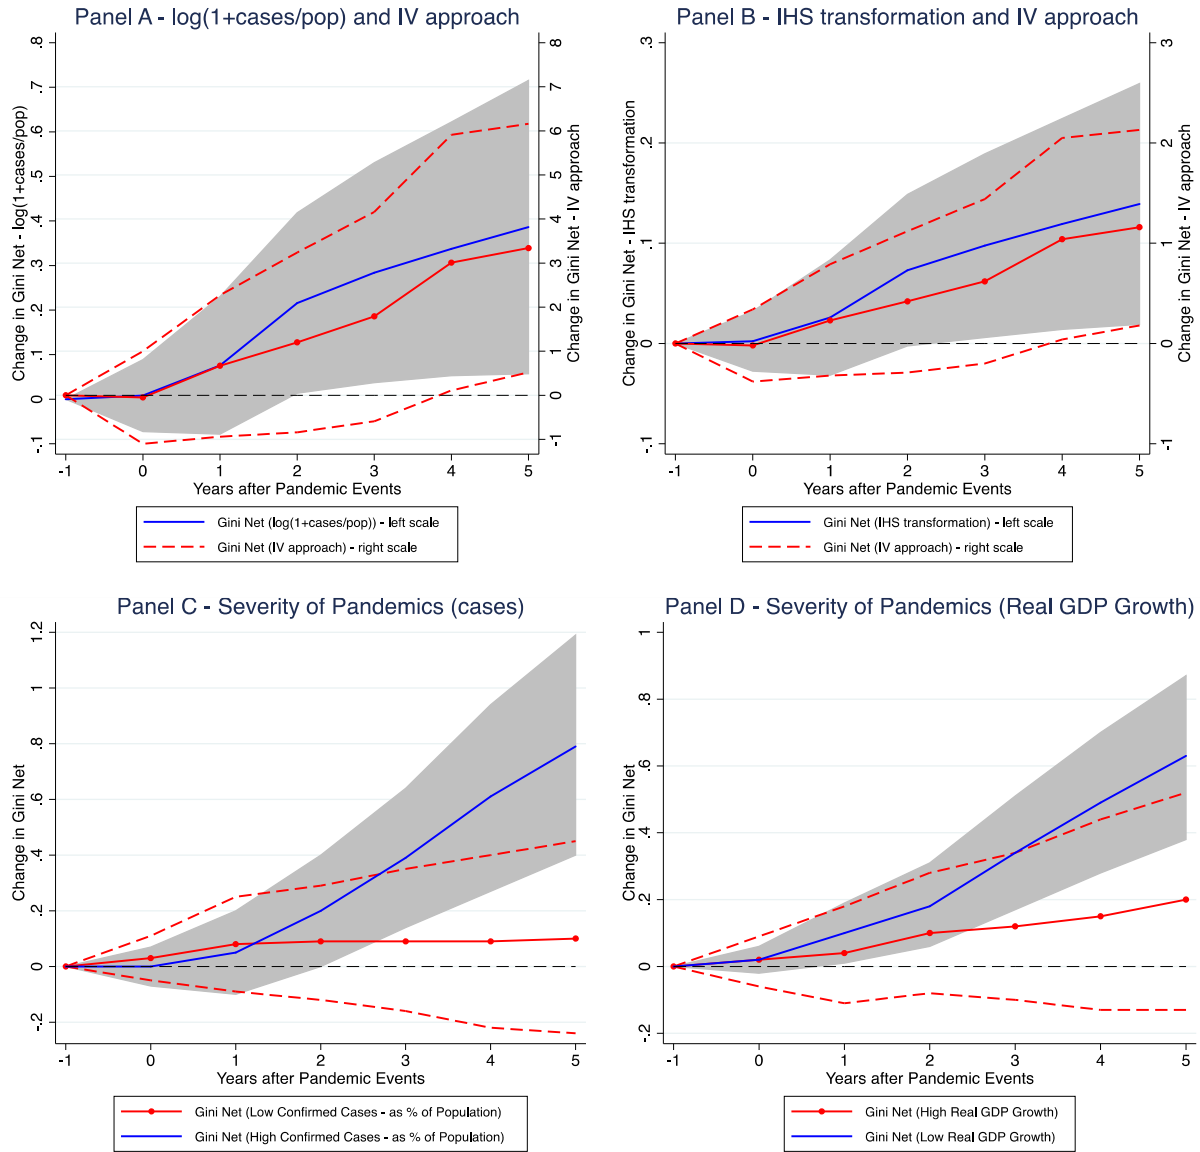 Panel A - log(1+cases/pop) and IV approach
Change in Gini Net - log(1+cases/pop)
.8
.7
.6
.5
.4
.3
.2
.1
0
-.1
8
7
6
5
4
3
2
1
0
-1
Change in Gini Net - IV approach
-1 0 1 2 3 4 5
Years after Pandemic Events
Gini Net (log(1+cases/pop)) - left scale
Gini Net (IV approach) - right scale
Panel B - IHS transformation and IV approach
Change in Gini Net - IHS transformation
.3
.2
.1
0
-.1
3
2
1
0
-1
Change in Gini Net - IV approach
-1 0 1 2 3 4 5
Years after Pandemic Events
Gini Net (IHS transformation) - left scale
Gini Net (IV approach) - right scale
Panel C - Severity of Pandemics (cases)
Change in Gini Net
1.2
1
.8
.6
.4
.2
0
-.2
-1 0 1 2 3 4 5
Years after Pandemic Events
Gini Net (Low Confirmed Cases - as % of Population)
Gini Net (High Confirmed Cases - as % of Population)
Panel D - Severity of Pandemics (Real GDP Growth)
Change in Gini Net
1
.8
.6
.4
.2
0
-.2
-1 0 1 2 3 4 5
Years after Pandemic Events
Gini Net (High Real GDP Growth)
Gini Net (Low Real GDP Growth)